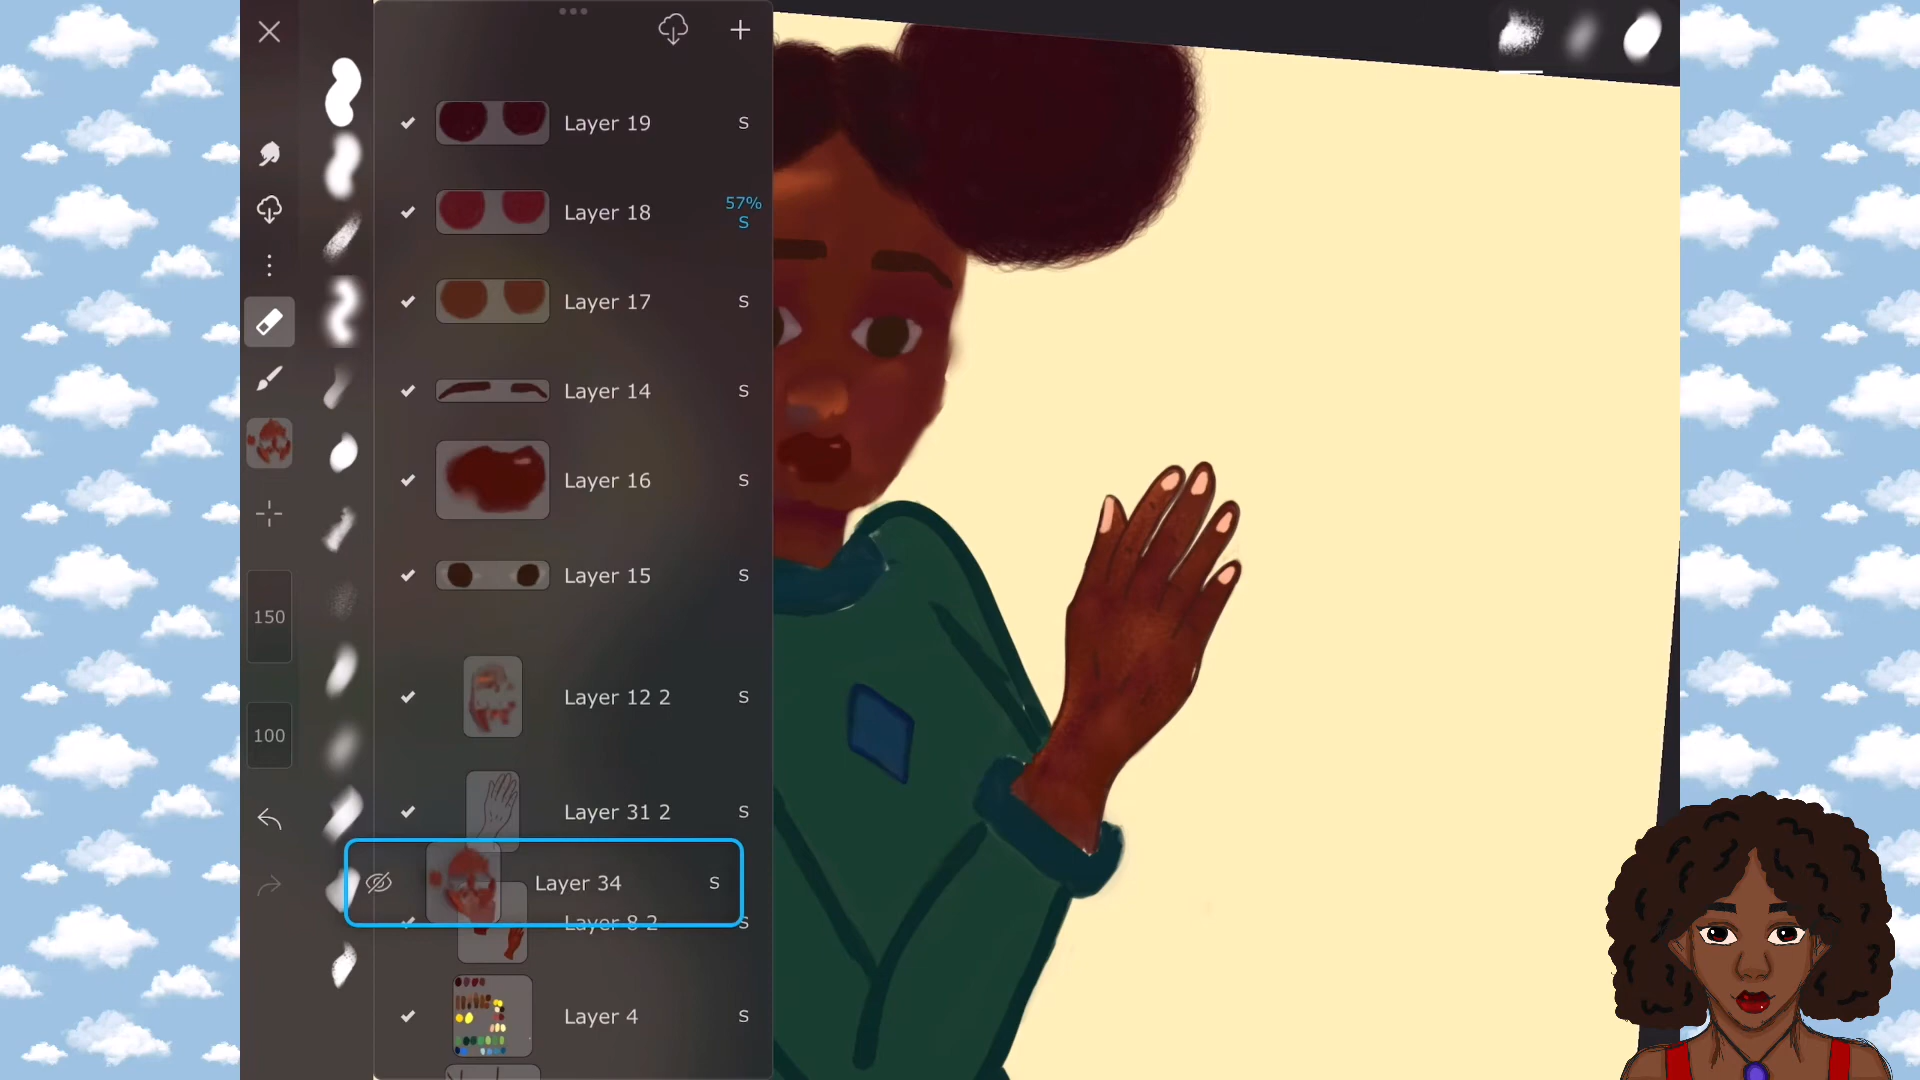 Layer 19 S
Layer 18 57% S
Layer 17 S
Layer 14 S
Layer 16 S
Layer 15 S
150
Layer 12 2 S
100
Layer 31 2 S
Layer 34 S
Layer 8 2 S
Layer 4 S